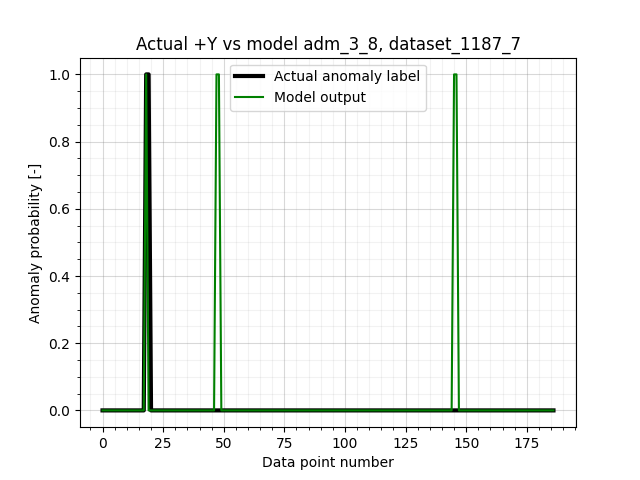 Actual +Y vs model adm_3_8, dataset_1187_7
Actual anomaly label
Model output
1.0
0.8
0.6
0.4
0.2
0.0
Anomaly probability [-]
0 25 50 75 100 125 150 175
Data point number